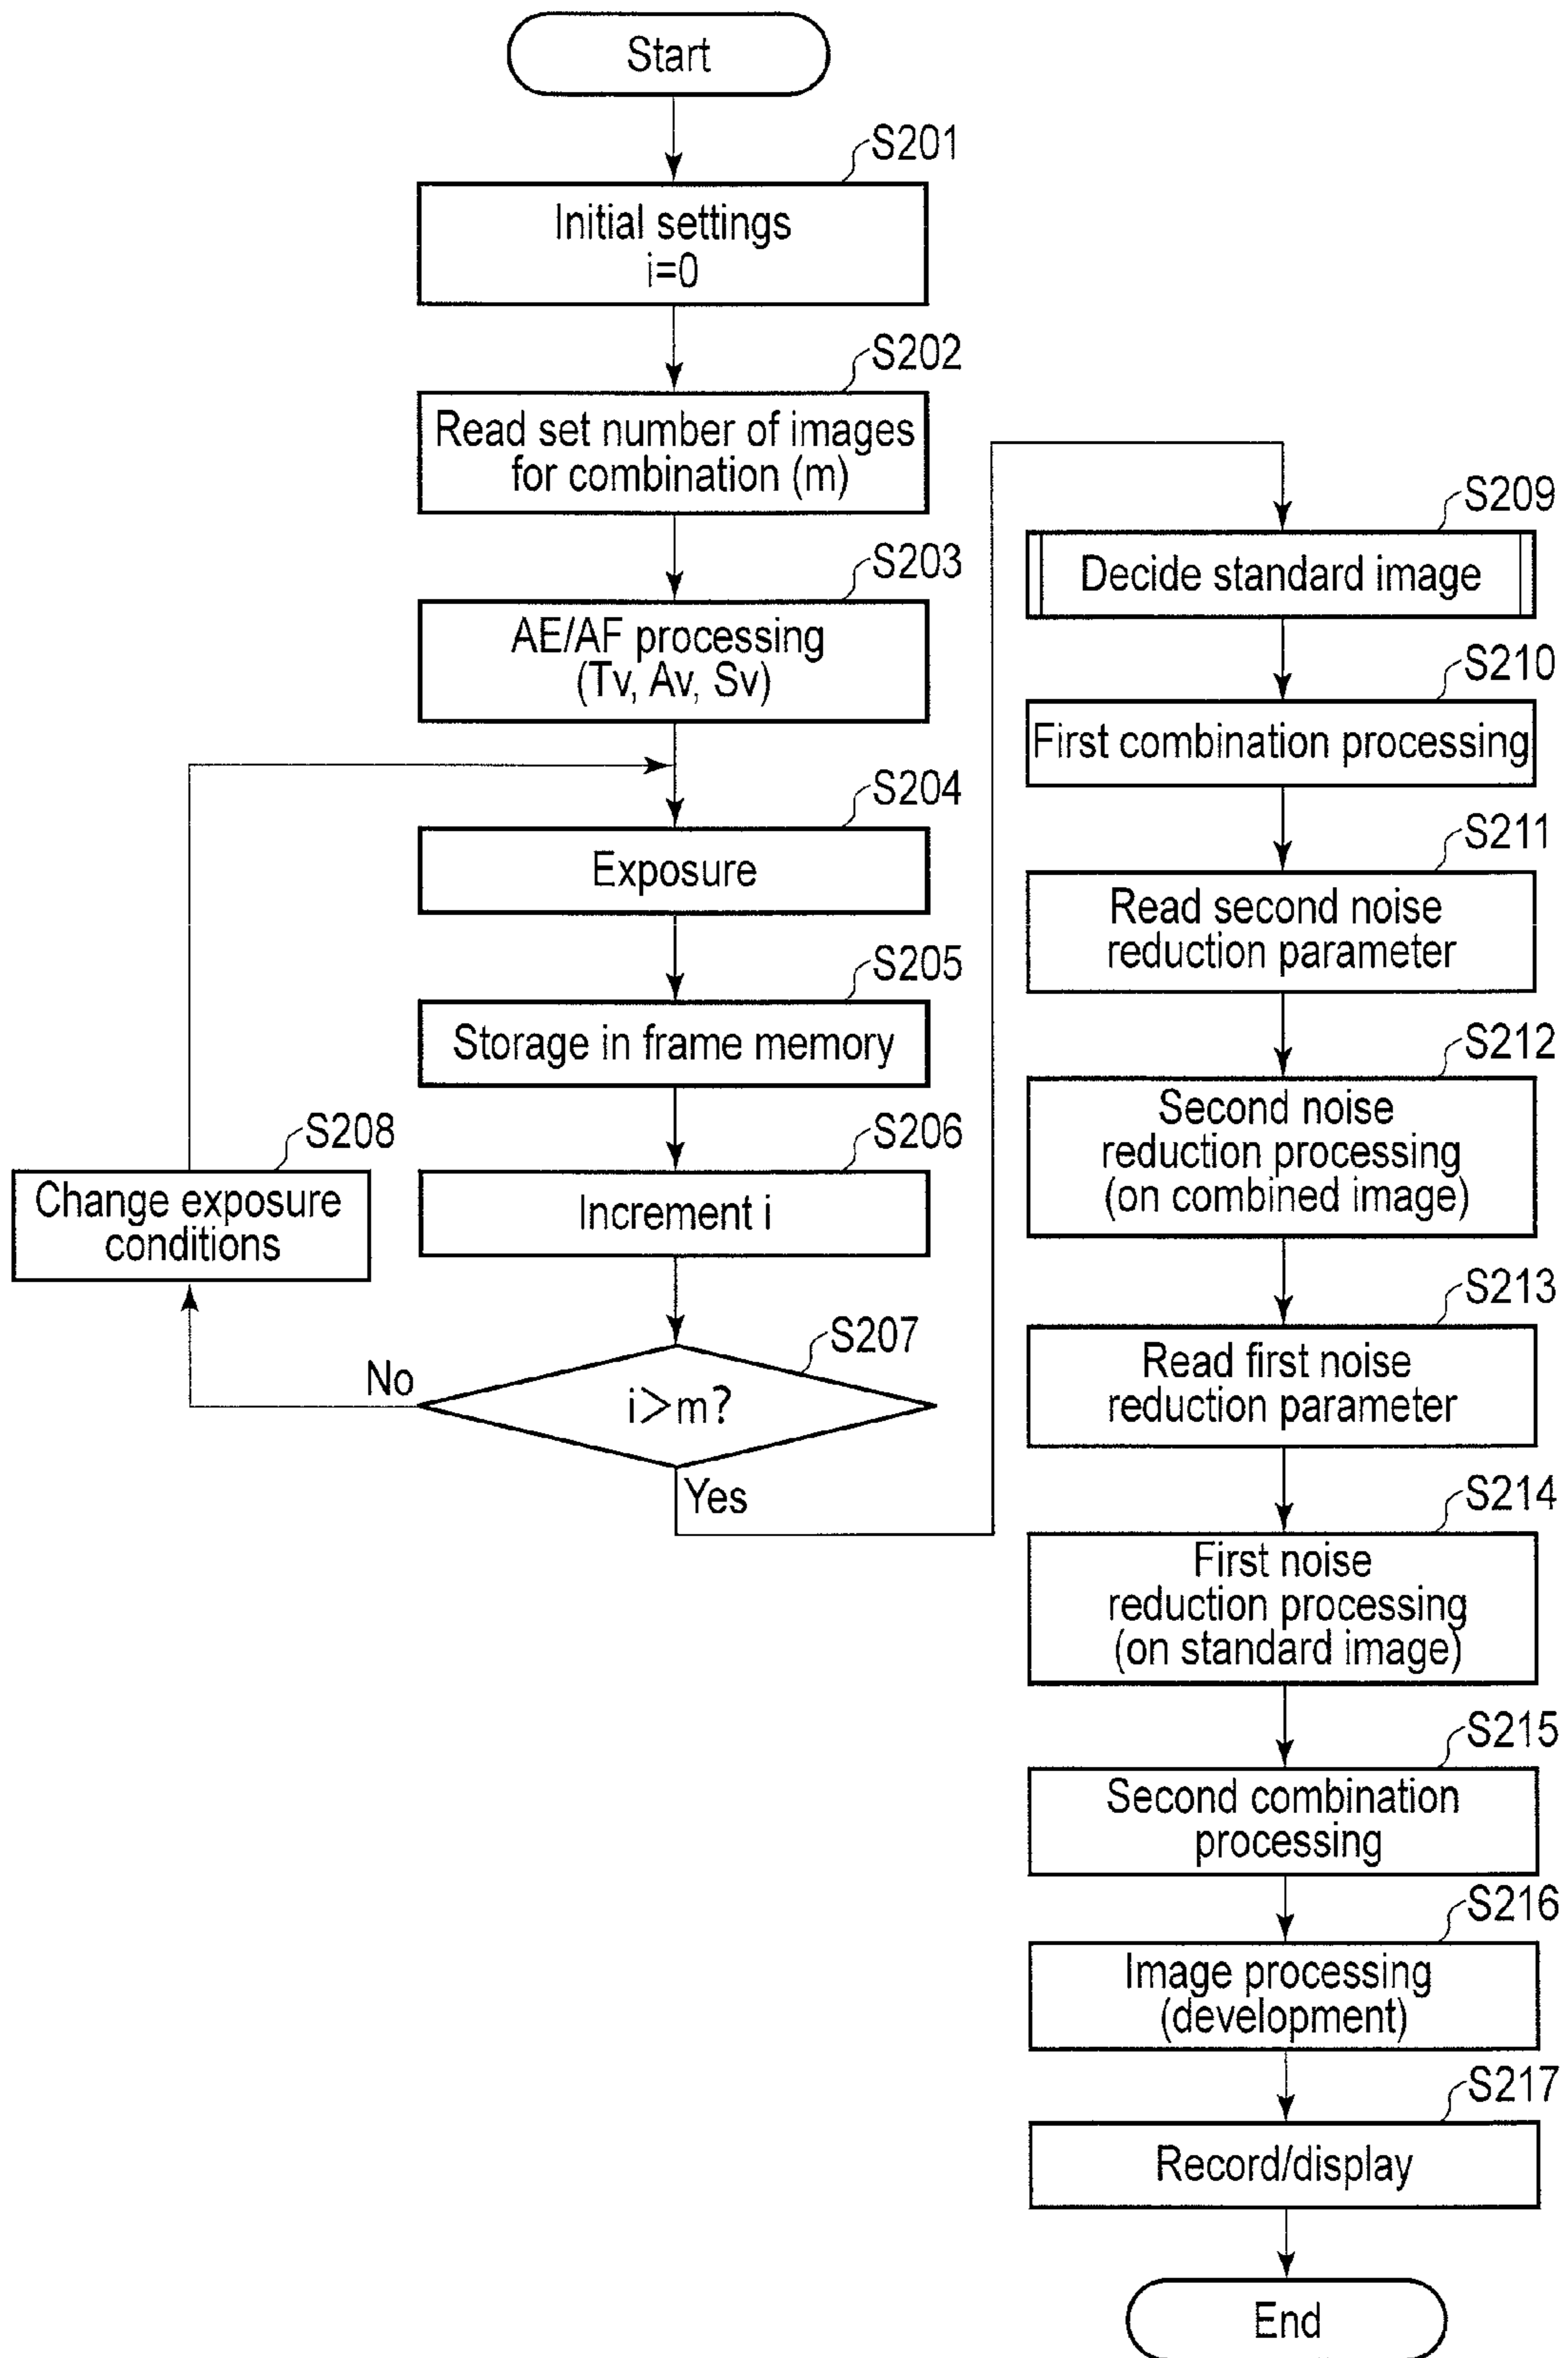 Start
S201
Initial settings
i=0
S202
Read set number of images
for combination (m)
S203
AE/AF processing
(Tv, Av, Sv)
S204
Exposure
S205
Storage in frame memory
S206
Increment i
S207
i>m?
No
Yes
S208
Change exposure
conditions
S209
Decide standard image
S210
First combination processing
S211
Read second noise
reduction parameter
S212
Second noise
reduction processing
(on combined image)
S213
Read first noise
reduction parameter
S214
First noise
reduction processing
(on standard image)
S215
Second combination
processing
S216
Image processing
(development)
S217
Record/display
End